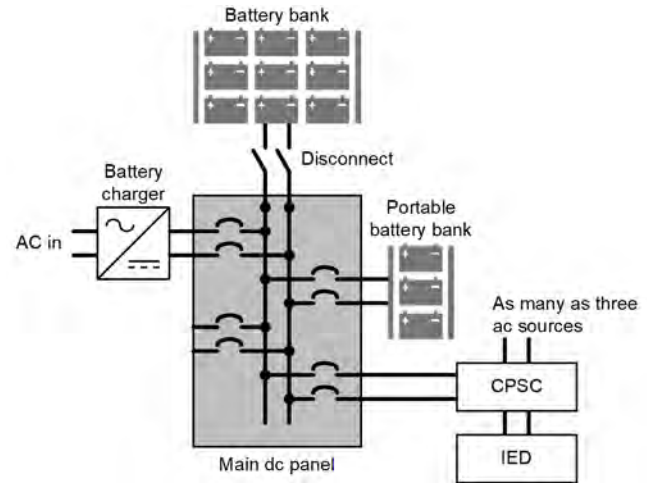 Battery bank
Disconnect
Battery
charger
AC in
Portable
battery bank
As many as three
ac sources
CPSC
IED
Main dc panel